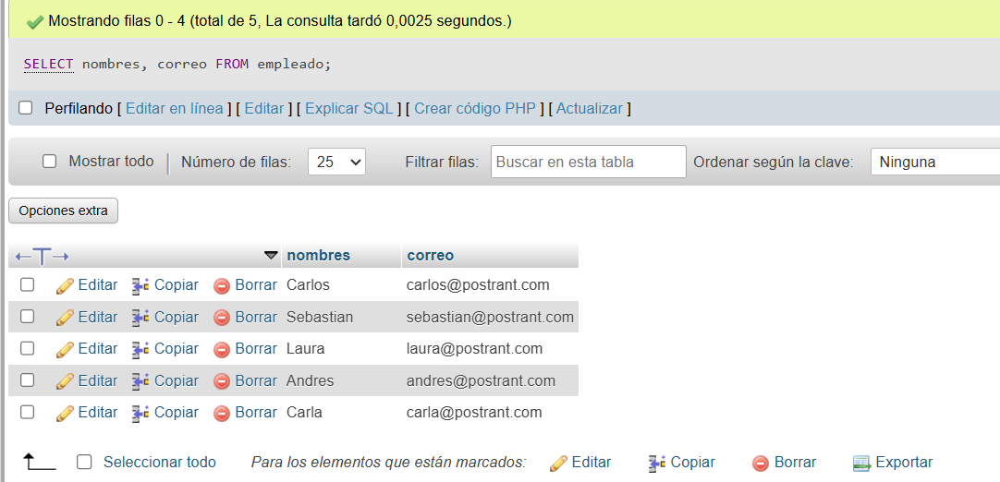 Mostrando filas 0 - 4 (total de 5, La consulta tardó 0,0025 segundos.)
SELECT nombres, correo FROM empleado;
Perfilando [ Editar en línea ] [ Editar ] [ Explicar SQL ] [ Crear código PHP ] [ Actualizar ]
Mostrar todo Número de filas: 25 Filtrar filas: Buscar en esta tabla Ordenar según la clave: Ninguna
Opciones extra
←T→ nombres correo
Editar Copiar Borrar Carlos carlos@postrant.com
Editar Copiar Borrar Sebastian sebastian@postrant.com
Editar Copiar Borrar Laura laura@postrant.com
Editar Copiar Borrar Andres andres@postrant.com
Editar Copiar Borrar Carla carla@postrant.com
Seleccionar todo Para los elementos que están marcados: Editar Copiar Borrar Exportar